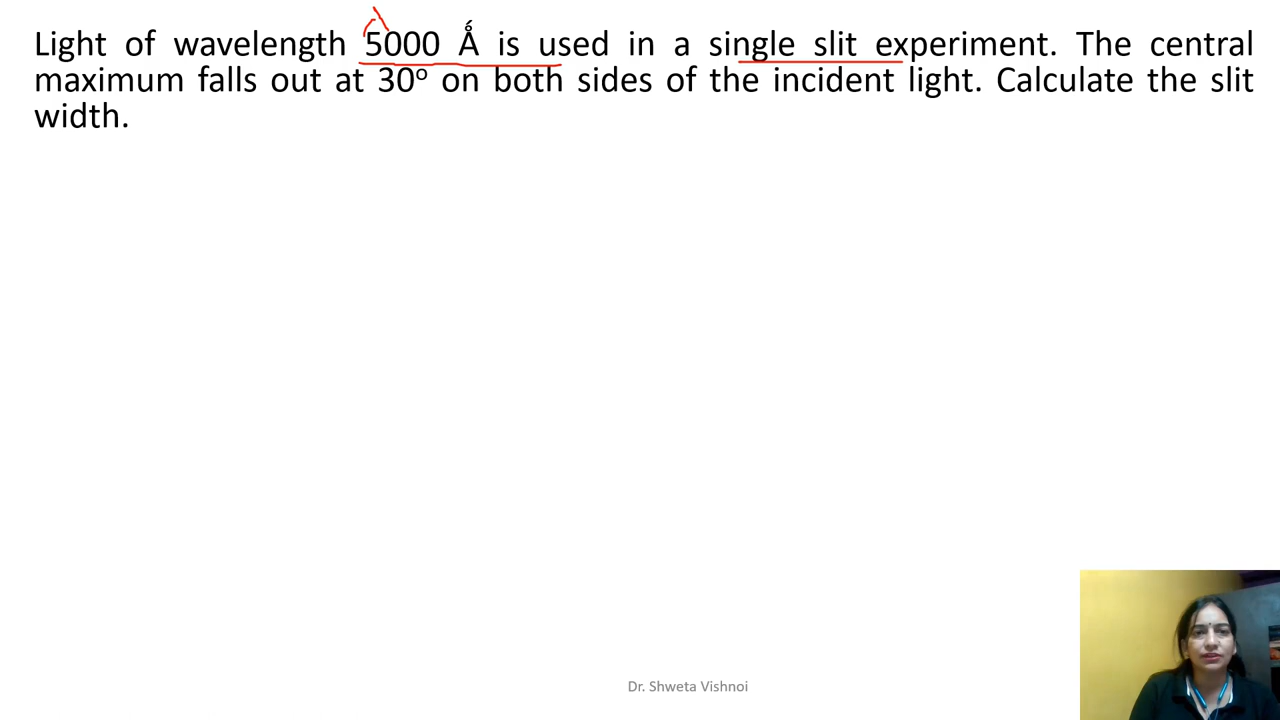 λ
Light of wavelength 5000 Ǻ is used in a single slit experiment. The central
maximum falls out at 30° on both sides of the incident light. Calculate the slit
width.
Dr. Shweta Vishnoi